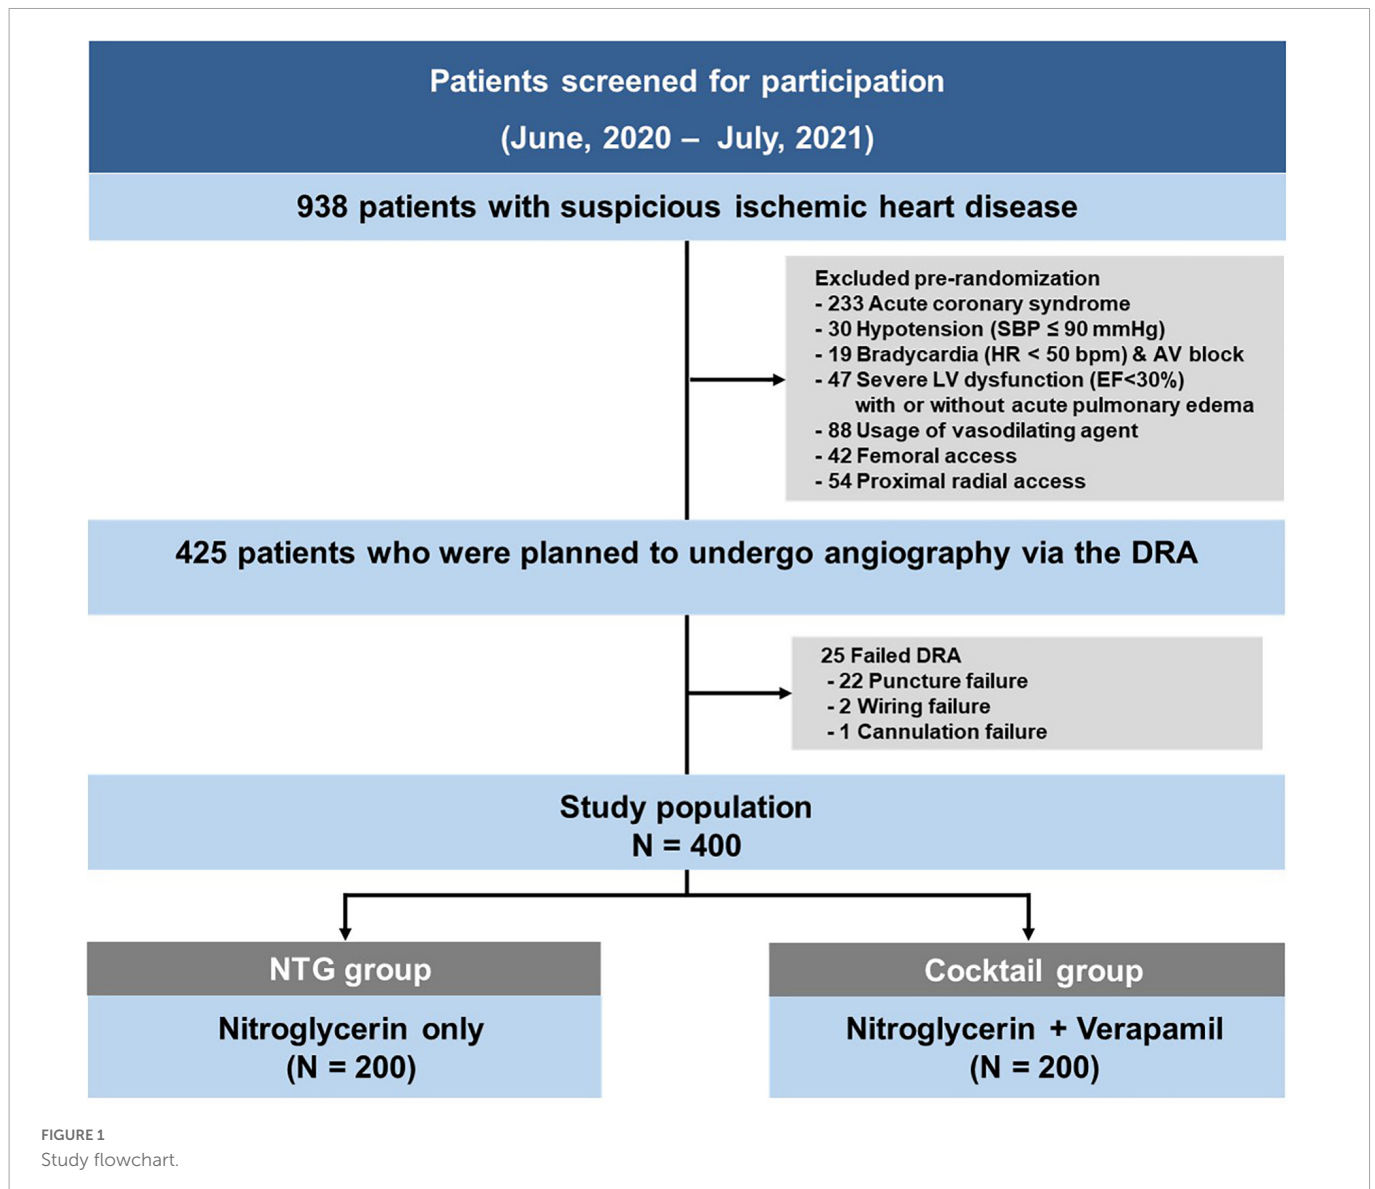 Patients screened for participation
(June, 2020 – July, 2021)
938 patients with suspicious ischemic heart disease
Excluded pre-randomization
- 233 Acute coronary syndrome
- 30 Hypotension (SBP ≤ 90 mmHg)
- 19 Bradycardia (HR < 50 bpm) & AV block
- 47 Severe LV dysfunction (EF<30%)
with or without acute pulmonary edema
- 88 Usage of vasodilating agent
- 42 Femoral access
- 54 Proximal radial access
425 patients who were planned to undergo angiography via the DRA
25 Failed DRA
- 22 Puncture failure
- 2 Wiring failure
- 1 Cannulation failure
Study population
N = 400
NTG group
Nitroglycerin only
(N = 200)
Cocktail group
Nitroglycerin + Verapamil
(N = 200)
FIGURE 1
Study flowchart.